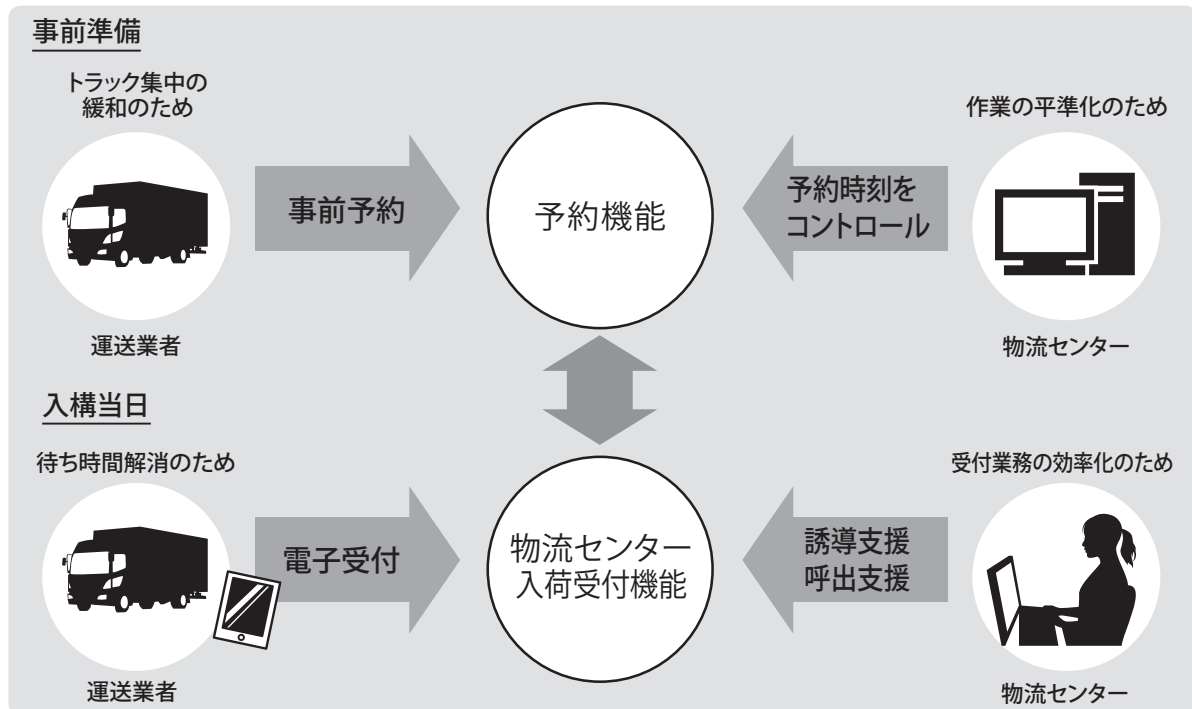 事前準備
トラック集中の
緩和のため
運送業者
事前予約
予約機能
予約時刻を
コントロール
作業の平準化のため
物流センター
入構当日
待ち時間解消のため
運送業者
電子受付
物流センター
入荷受付機能
誘導支援
呼出支援
受付業務の効率化のため
物流センター